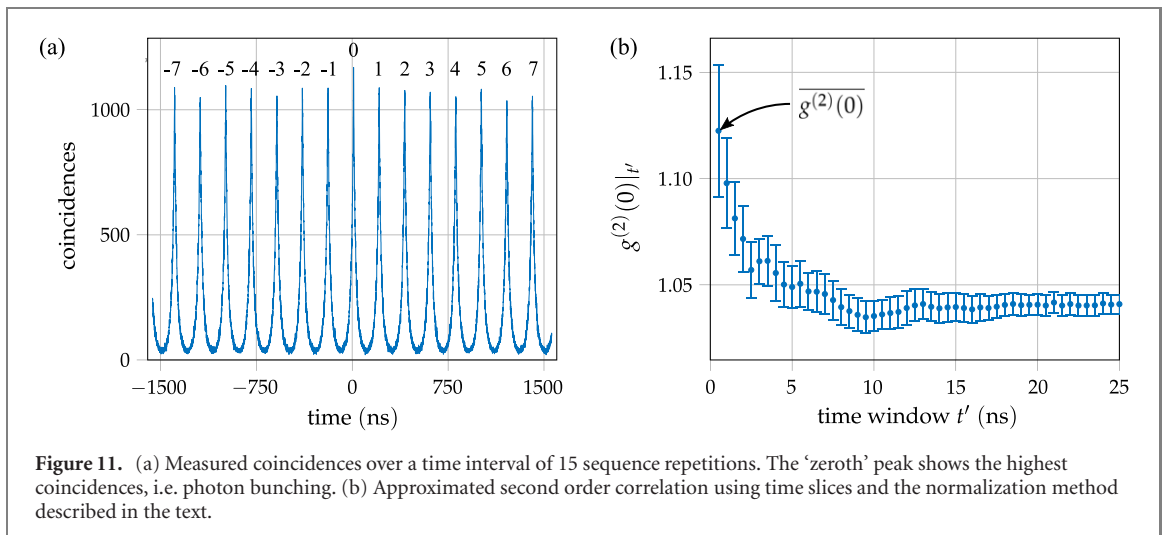 (a)
0
-7 -6 -5 -4 -3 -2 -1 1 2 3 4 5 6 7
1000
500
0
coincidences
−1500 −750 0 750 1500
time (ns)
(b)
1.15
1.10
1.05
g⁽²⁾(0)|ₜ′
g⁽²⁾(0)
0 5 10 15 20 25
time window t′ (ns)
Figure 11. (a) Measured coincidences over a time interval of 15 sequence repetitions. The ‘zeroth’ peak shows the highest
coincidences, i.e. photon bunching. (b) Approximated second order correlation using time slices and the normalization method
described in the text.